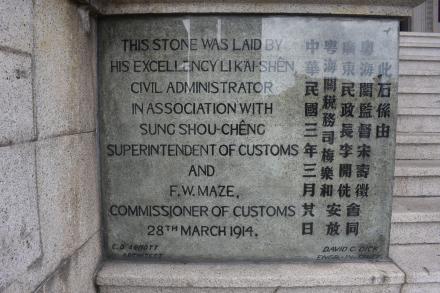 THIS STONE WAS LAID BY
HIS EXCELLENCY LI K'AI-SHÊN
CIVIL ADMINISTRATOR
IN ASSOCIATION WITH
SUNG SHOU-CHÊNG
SUPERINTENDENT OF CUSTOMS
AND
F.W. MAZE,
COMMISSIONER OF CUSTOMS
28TH MARCH 1914.
此石係由
粵海關監督宋壽徵會同
廣東民政長李開侁
粵海關稅務司梅樂和安放
中華民國三年三月廿日
ARCHITECT
DAVID C. DICK